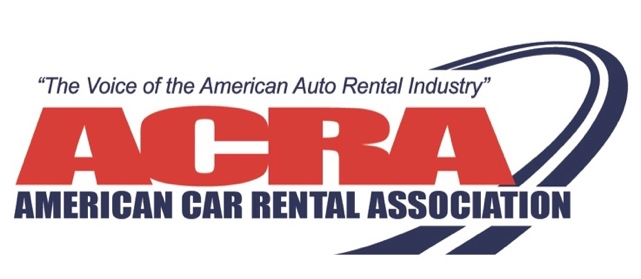 “The Voice of the American Auto Rental Industry”
ACRA
AMERICAN CAR RENTAL ASSOCIATION